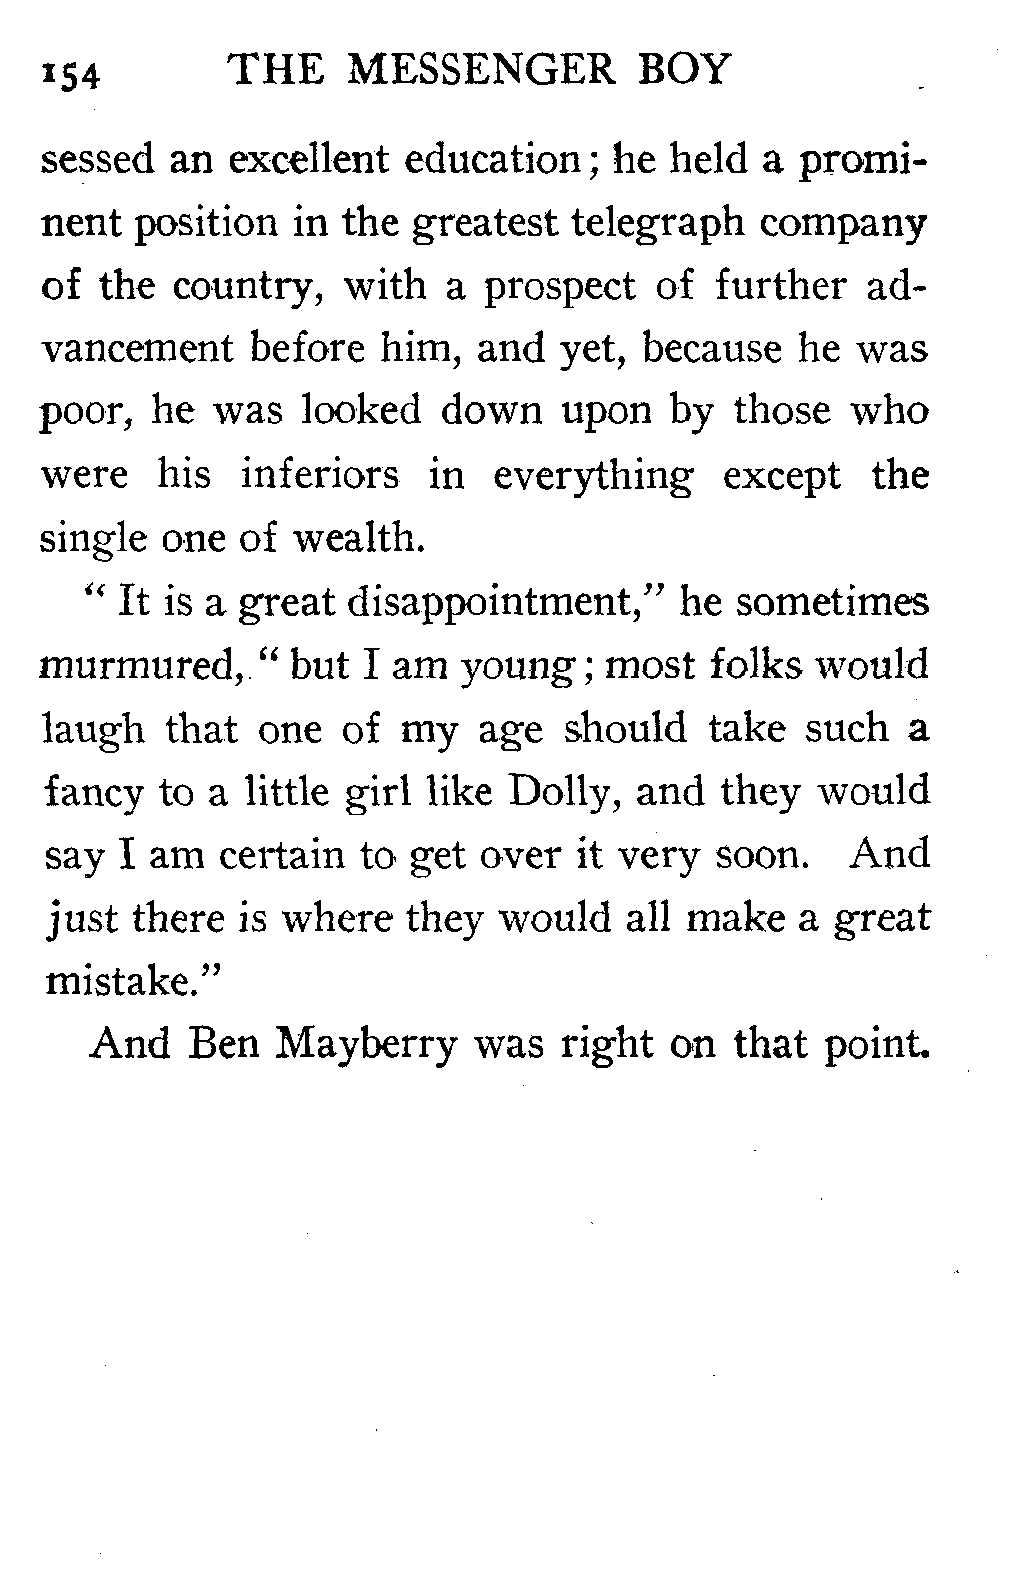 154 THE MESSENGER BOY
sessed an excellent education; he held a promi-
nent position in the greatest telegraph company
of the country, with a prospect of further ad-
vancement before him, and yet, because he was
poor, he was looked down upon by those who
were his inferiors in everything except the
single one of wealth.
" It is a great disappointment," he sometimes
murmured, " but I am young; most folks would
laugh that one of my age should take such a
fancy to a little girl like Dolly, and they would
say I am certain to get over it very soon. And
just there is where they would all make a great
mistake."
And Ben Mayberry was right on that point.